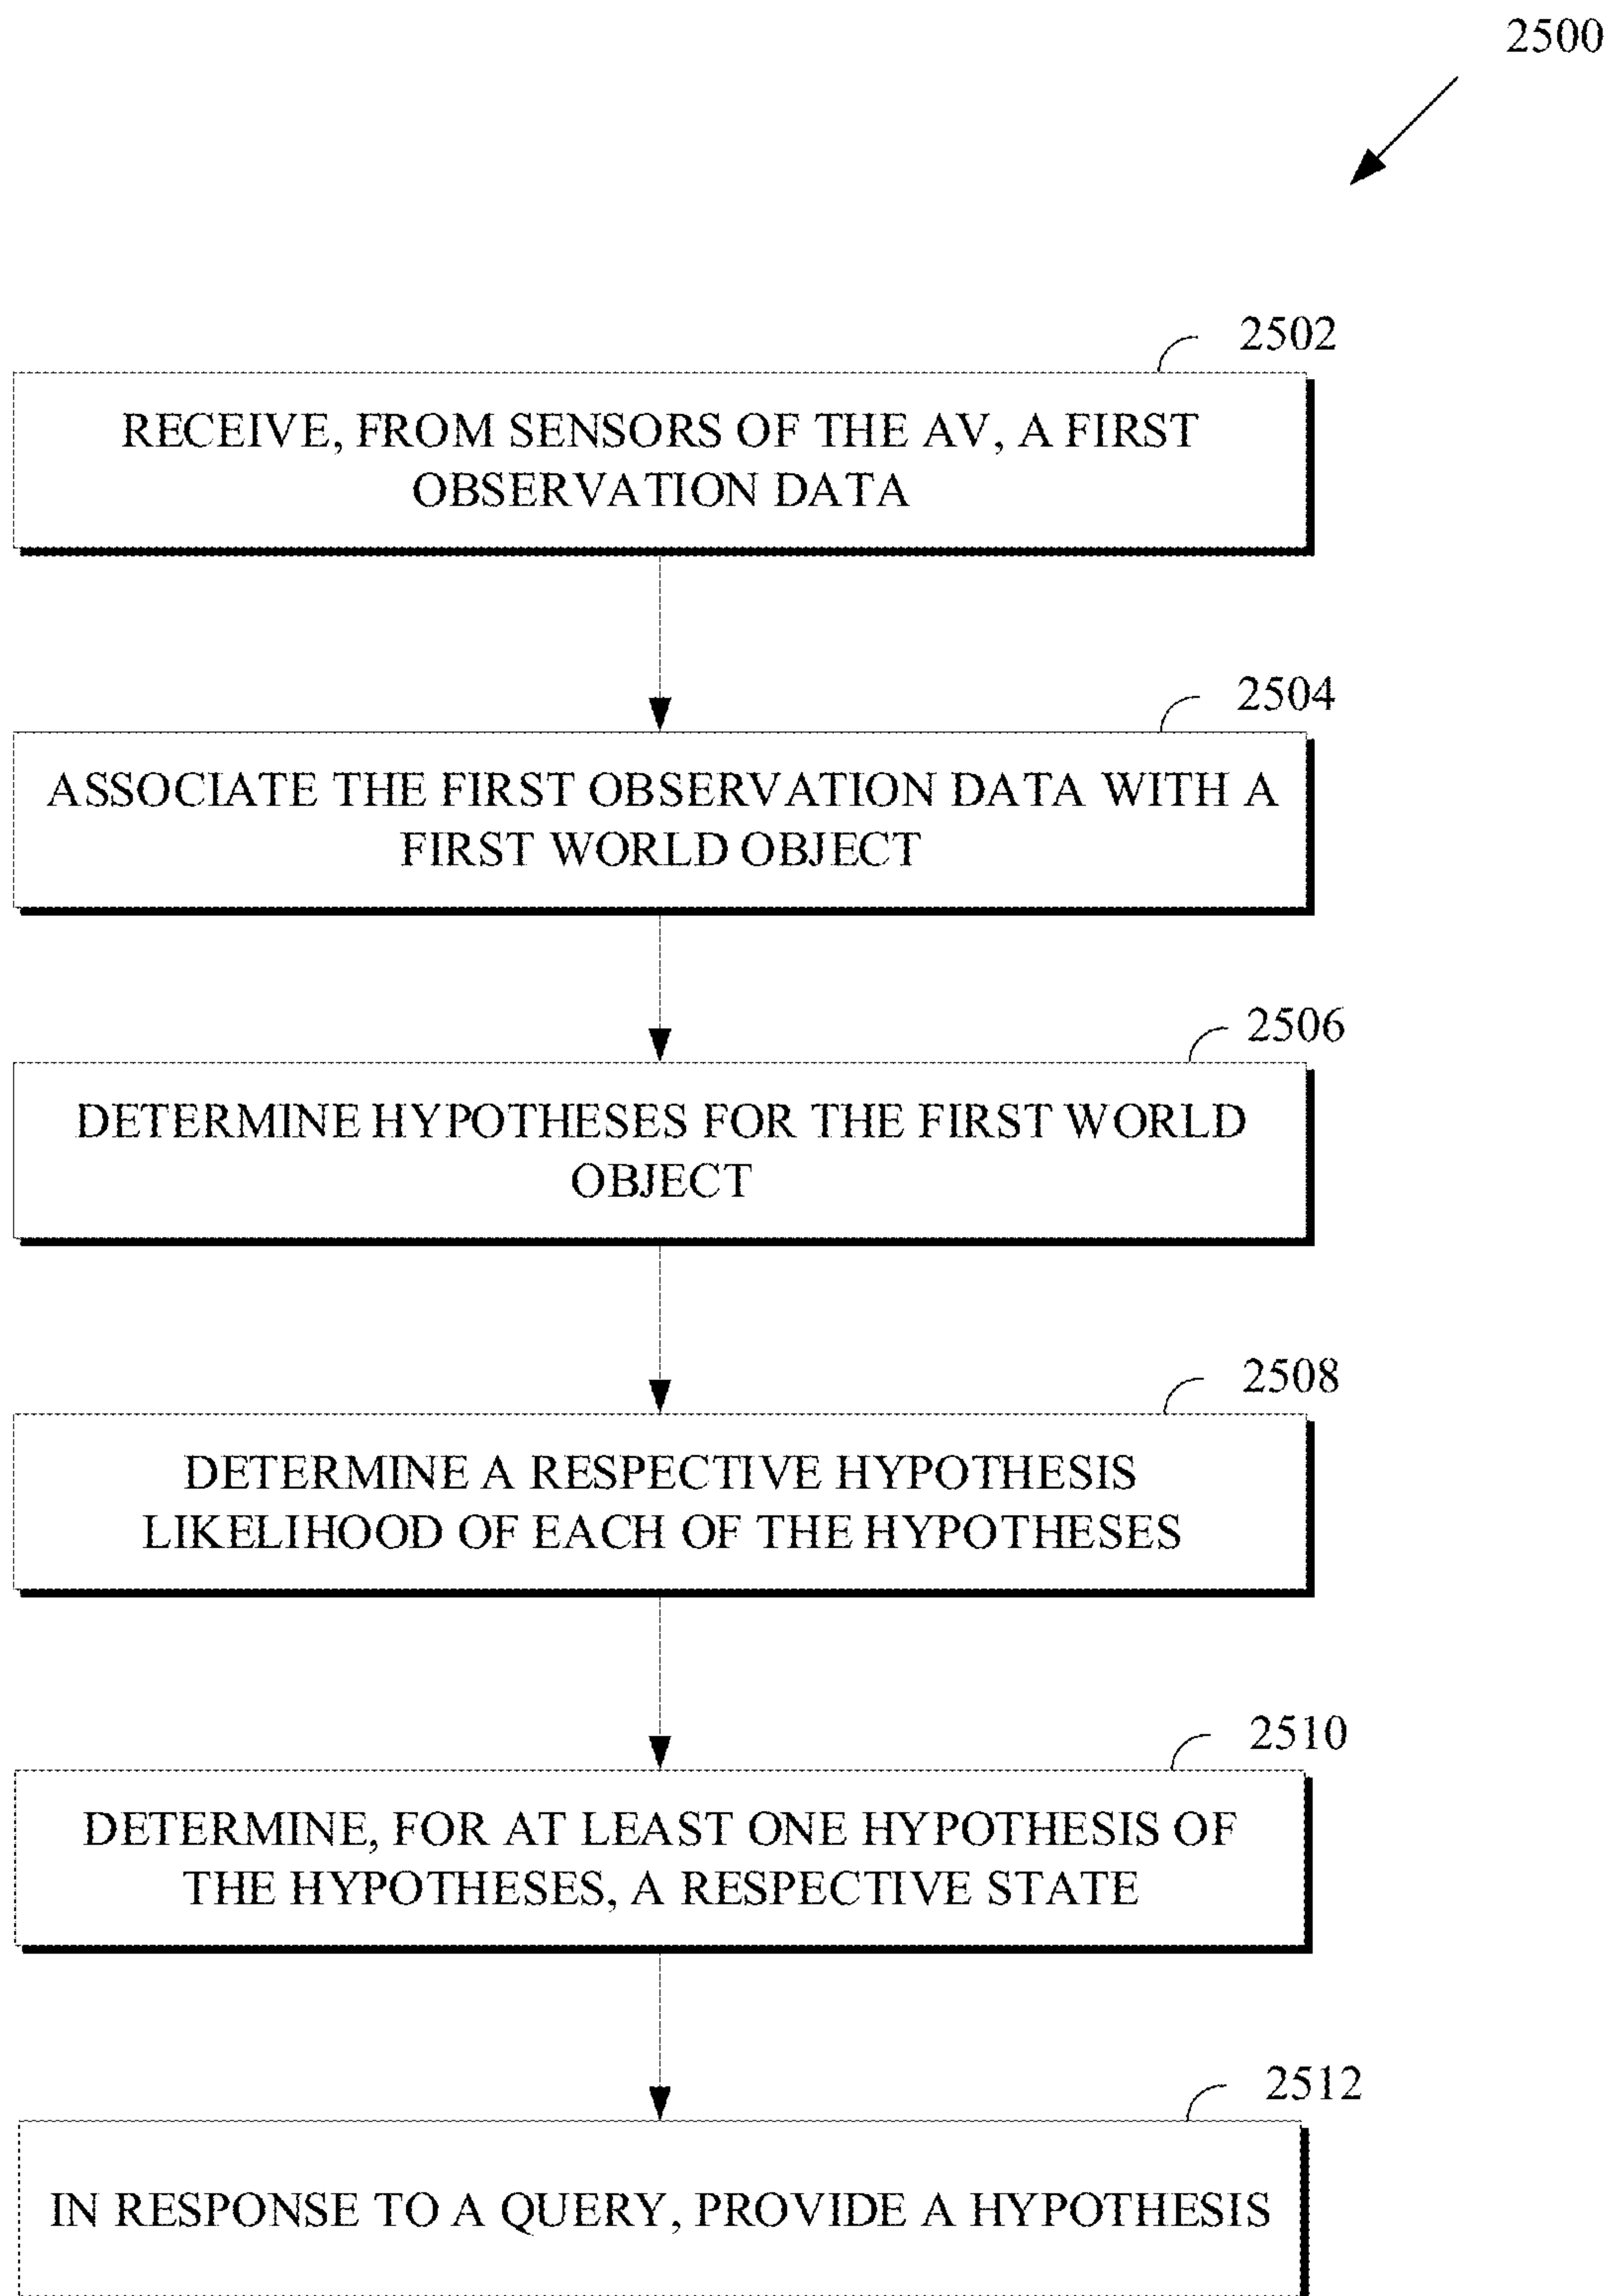 2500
2502
RECEIVE, FROM SENSORS OF THE AV, A FIRST
OBSERVATION DATA
2504
ASSOCIATE THE FIRST OBSERVATION DATA WITH A
FIRST WORLD OBJECT
2506
DETERMINE HYPOTHESES FOR THE FIRST WORLD
OBJECT
2508
DETERMINE A RESPECTIVE HYPOTHESIS
LIKELIHOOD OF EACH OF THE HYPOTHESES
2510
DETERMINE, FOR AT LEAST ONE HYPOTHESIS OF
THE HYPOTHESES, A RESPECTIVE STATE
2512
IN RESPONSE TO A QUERY, PROVIDE A HYPOTHESIS